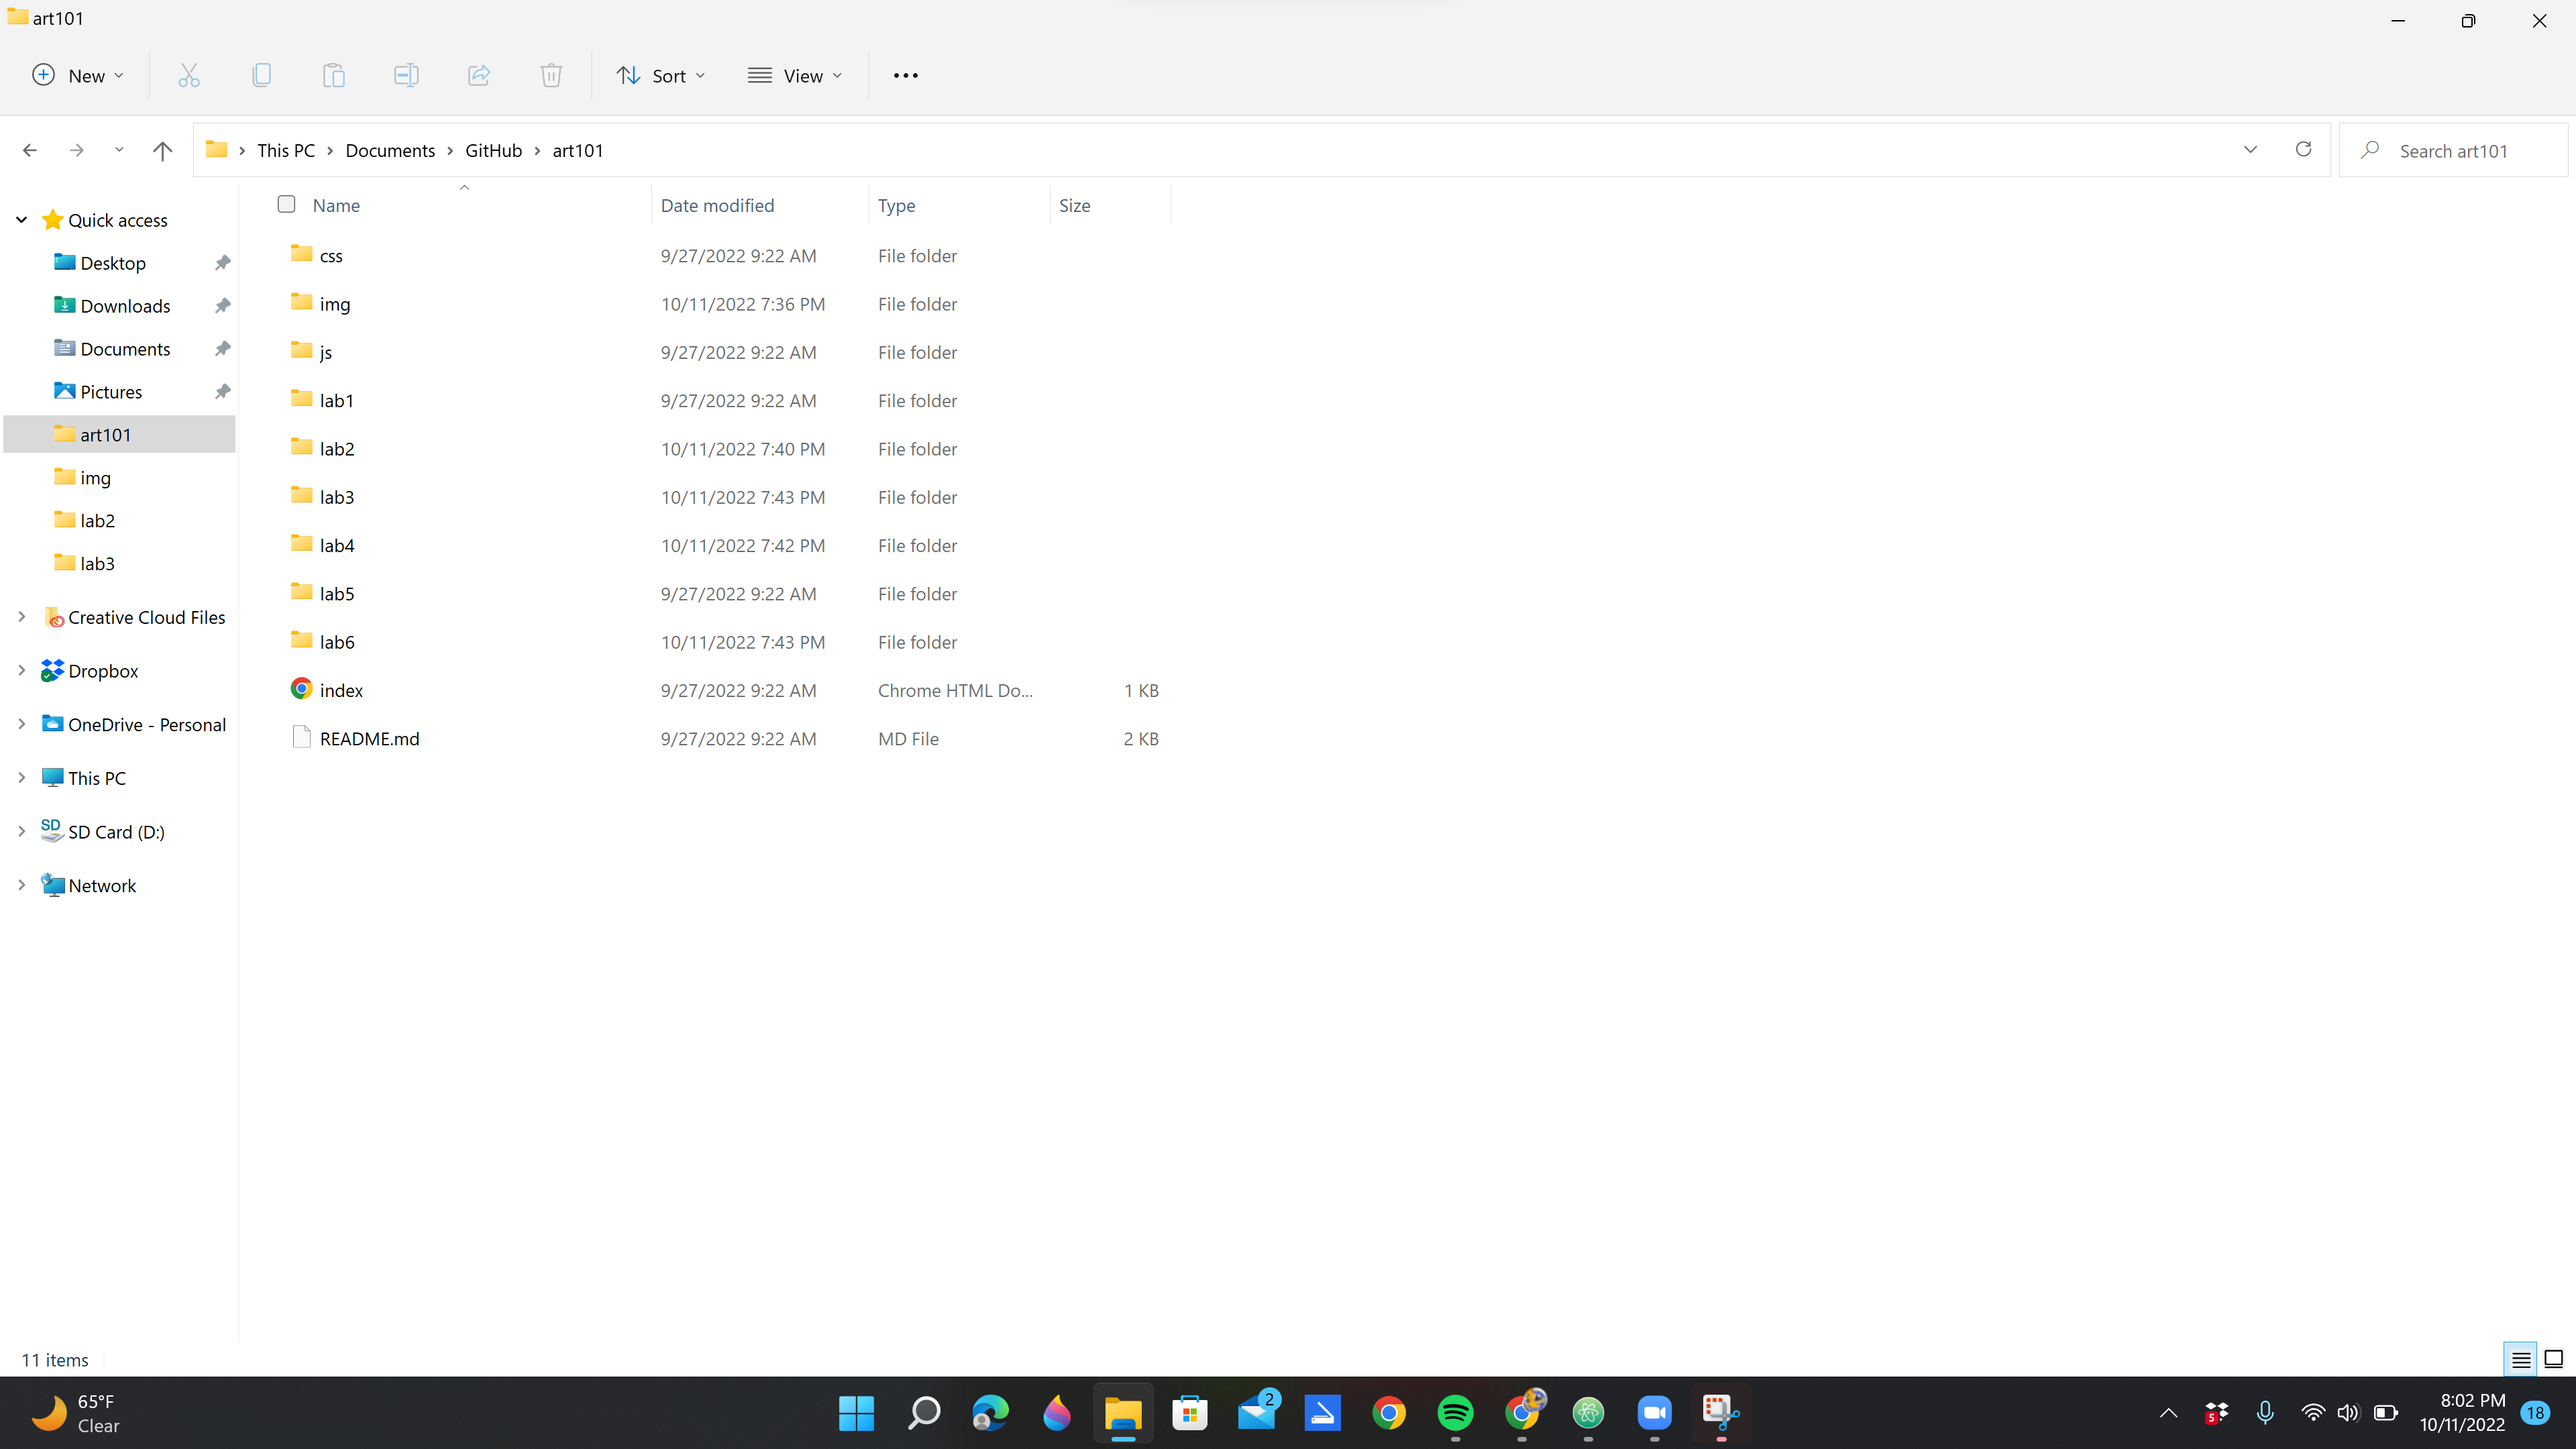 art101
New Sort View
This PC Documents GitHub art101 Search art101
Name Date modified Type Size
Quick access
Desktop
Downloads
Documents
Pictures
art101
img
lab2
lab3
Creative Cloud Files
Dropbox
OneDrive - Personal
This PC
SD Card (D:)
Network
css 9/27/2022 9:22 AM File folder
img 10/11/2022 7:36 PM File folder
js 9/27/2022 9:22 AM File folder
lab1 9/27/2022 9:22 AM File folder
lab2 10/11/2022 7:40 PM File folder
lab3 10/11/2022 7:43 PM File folder
lab4 10/11/2022 7:42 PM File folder
lab5 9/27/2022 9:22 AM File folder
lab6 10/11/2022 7:43 PM File folder
index 9/27/2022 9:22 AM Chrome HTML Do... 1 KB
README.md 9/27/2022 9:22 AM MD File 2 KB
11 items
65°F
Clear
2
5
8:02 PM
10/11/2022
18
SD